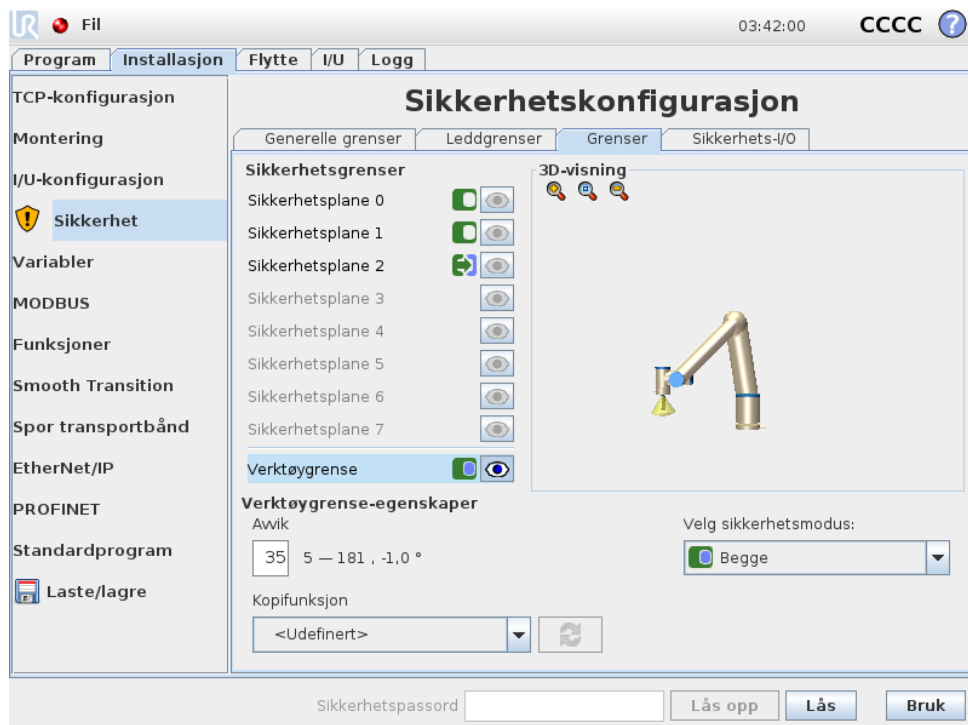 UR Fil 03:42:00 CCCC ?
Program Installasjon Flytte I/U Logg
TCP-konfigurasjon
Montering
I/U-konfigurasjon
Sikkerhet
Variabler
MODBUS
Funksjoner
Smooth Transition
Spor transportbånd
EtherNet/IP
PROFINET
Standardprogram
Laste/lagre
Sikkerhetskonfigurasjon
Generelle grenser Leddgrenser Grenser Sikkerhets-I/O
Sikkerhetsgrenser
Sikkerhetsplane 0
Sikkerhetsplane 1
Sikkerhetsplane 2
Sikkerhetsplane 3
Sikkerhetsplane 4
Sikkerhetsplane 5
Sikkerhetsplane 6
Sikkerhetsplane 7
Verktøygrense
3D-visning
Verktøygrense-egenskaper
Avvik
35 5 — 181 , -1,0 °
Velg sikkerhetsmodus:
Begge
Kopifunksjon
<Udefinert>
Sikkerhetspassord Lås opp Lås Bruk